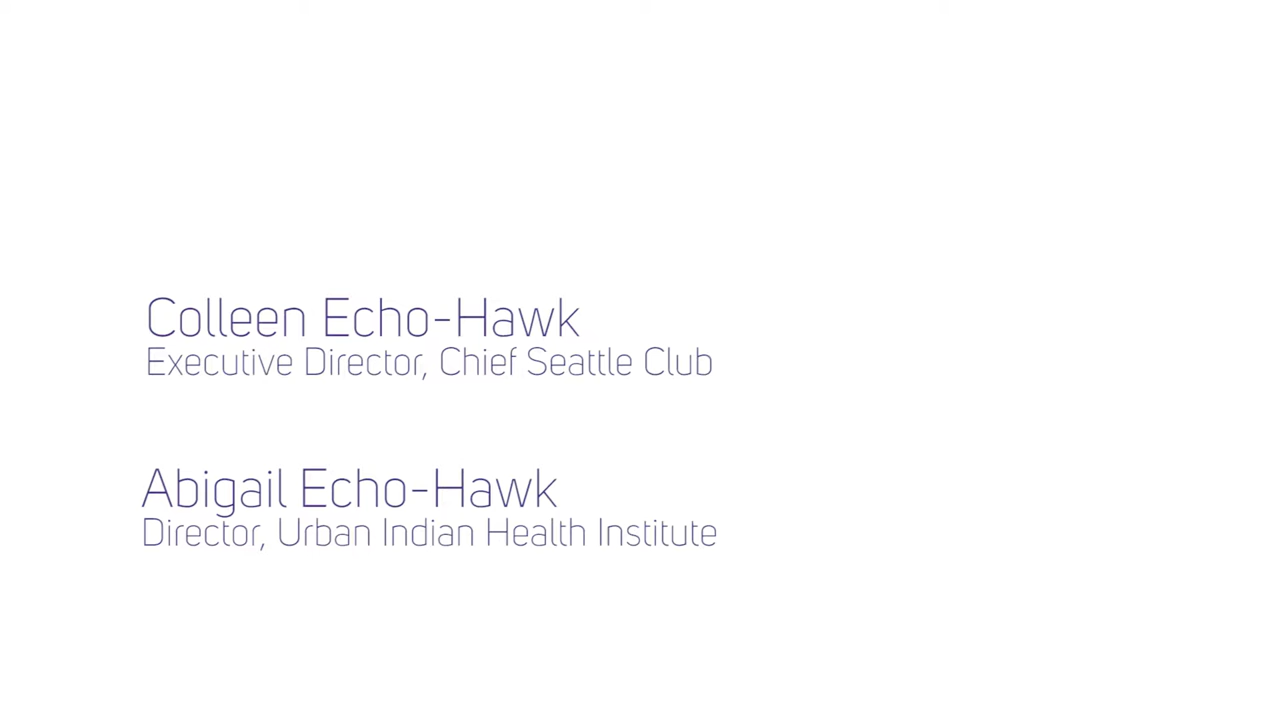 Colleen Echo-Hawk
Executive Director, Chief Seattle Club
Abigail Echo-Hawk
Director, Urban Indian Health Institute